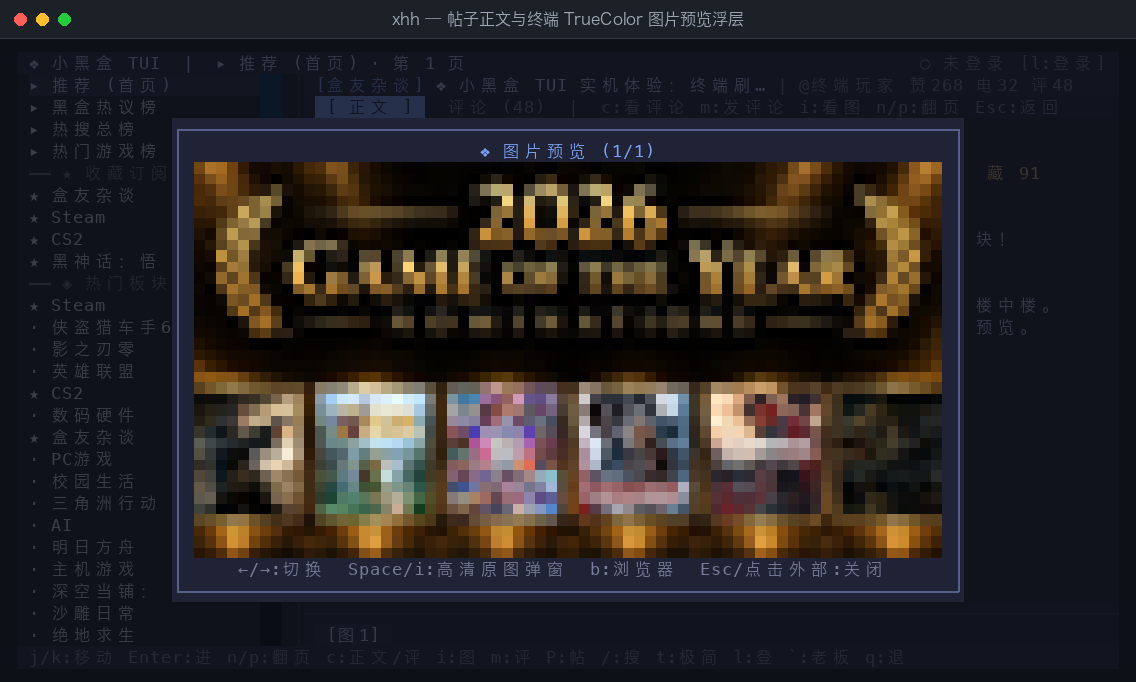 xhh — 帖子正文与终端 TrueColor 图片预览浮层
❖ 小黑盒 TUI | ▸ 推荐 (首页) · 第 1 页 ○ 未登录 [l:登录]
▸ 推荐 (首页) [盒友杂谈] ❖ 小黑盒 TUI 实机体验: 终端刷… | @终端玩家 赞268 电32 评48
▸ 黑盒热议榜 [ 正文 ] 评论 (48) | c:看评论 m:发评论 i:看图 n/p:翻页 Esc:返回
▸ 热搜总榜
▸ 热门游戏榜
❖ 图片预览 (1/1)
── ★ 收藏订阅
藏 91
★ 盒友杂谈
★ Steam
★ CS2
块!
★ 黑神话: 悟
── ◈ 热门板块
★ Steam
楼中楼。
· 侠盗猎车手6
预览。
· 影之刃零
· 英雄联盟
★ CS2
· 数码硬件
★ 盒友杂谈
· PC游戏
· 校园生活
· 三角洲行动
· AI
· 明日方舟
· 主机游戏
· 深空当铺:
· 沙雕日常
· 绝地求生
2026
←/→:切换 Space/i:高清原图弹窗 b:浏览器 Esc/点击外部:关闭
[图1]
j/k:移动 Enter:进 n/p:翻页 c:正文/评 i:图 m:评 P:帖 /:搜 t:极简 l:登 `:老板 q:退